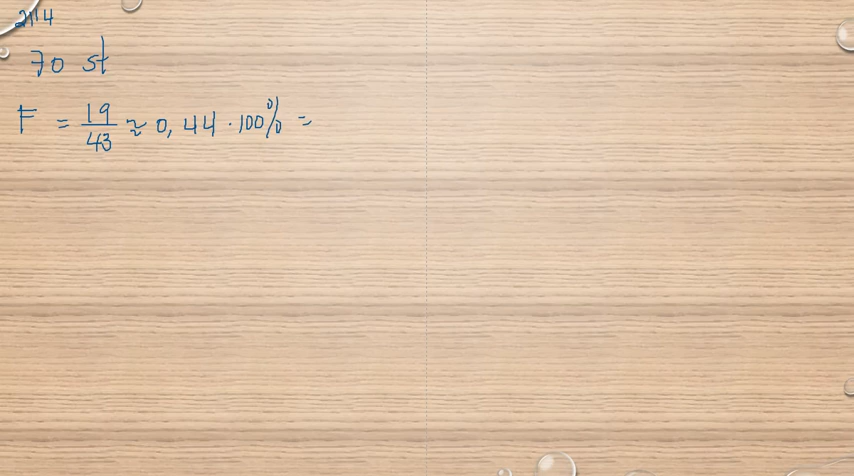 2114
70 st
F = 19/43 ≈ 0,44 · 100% =